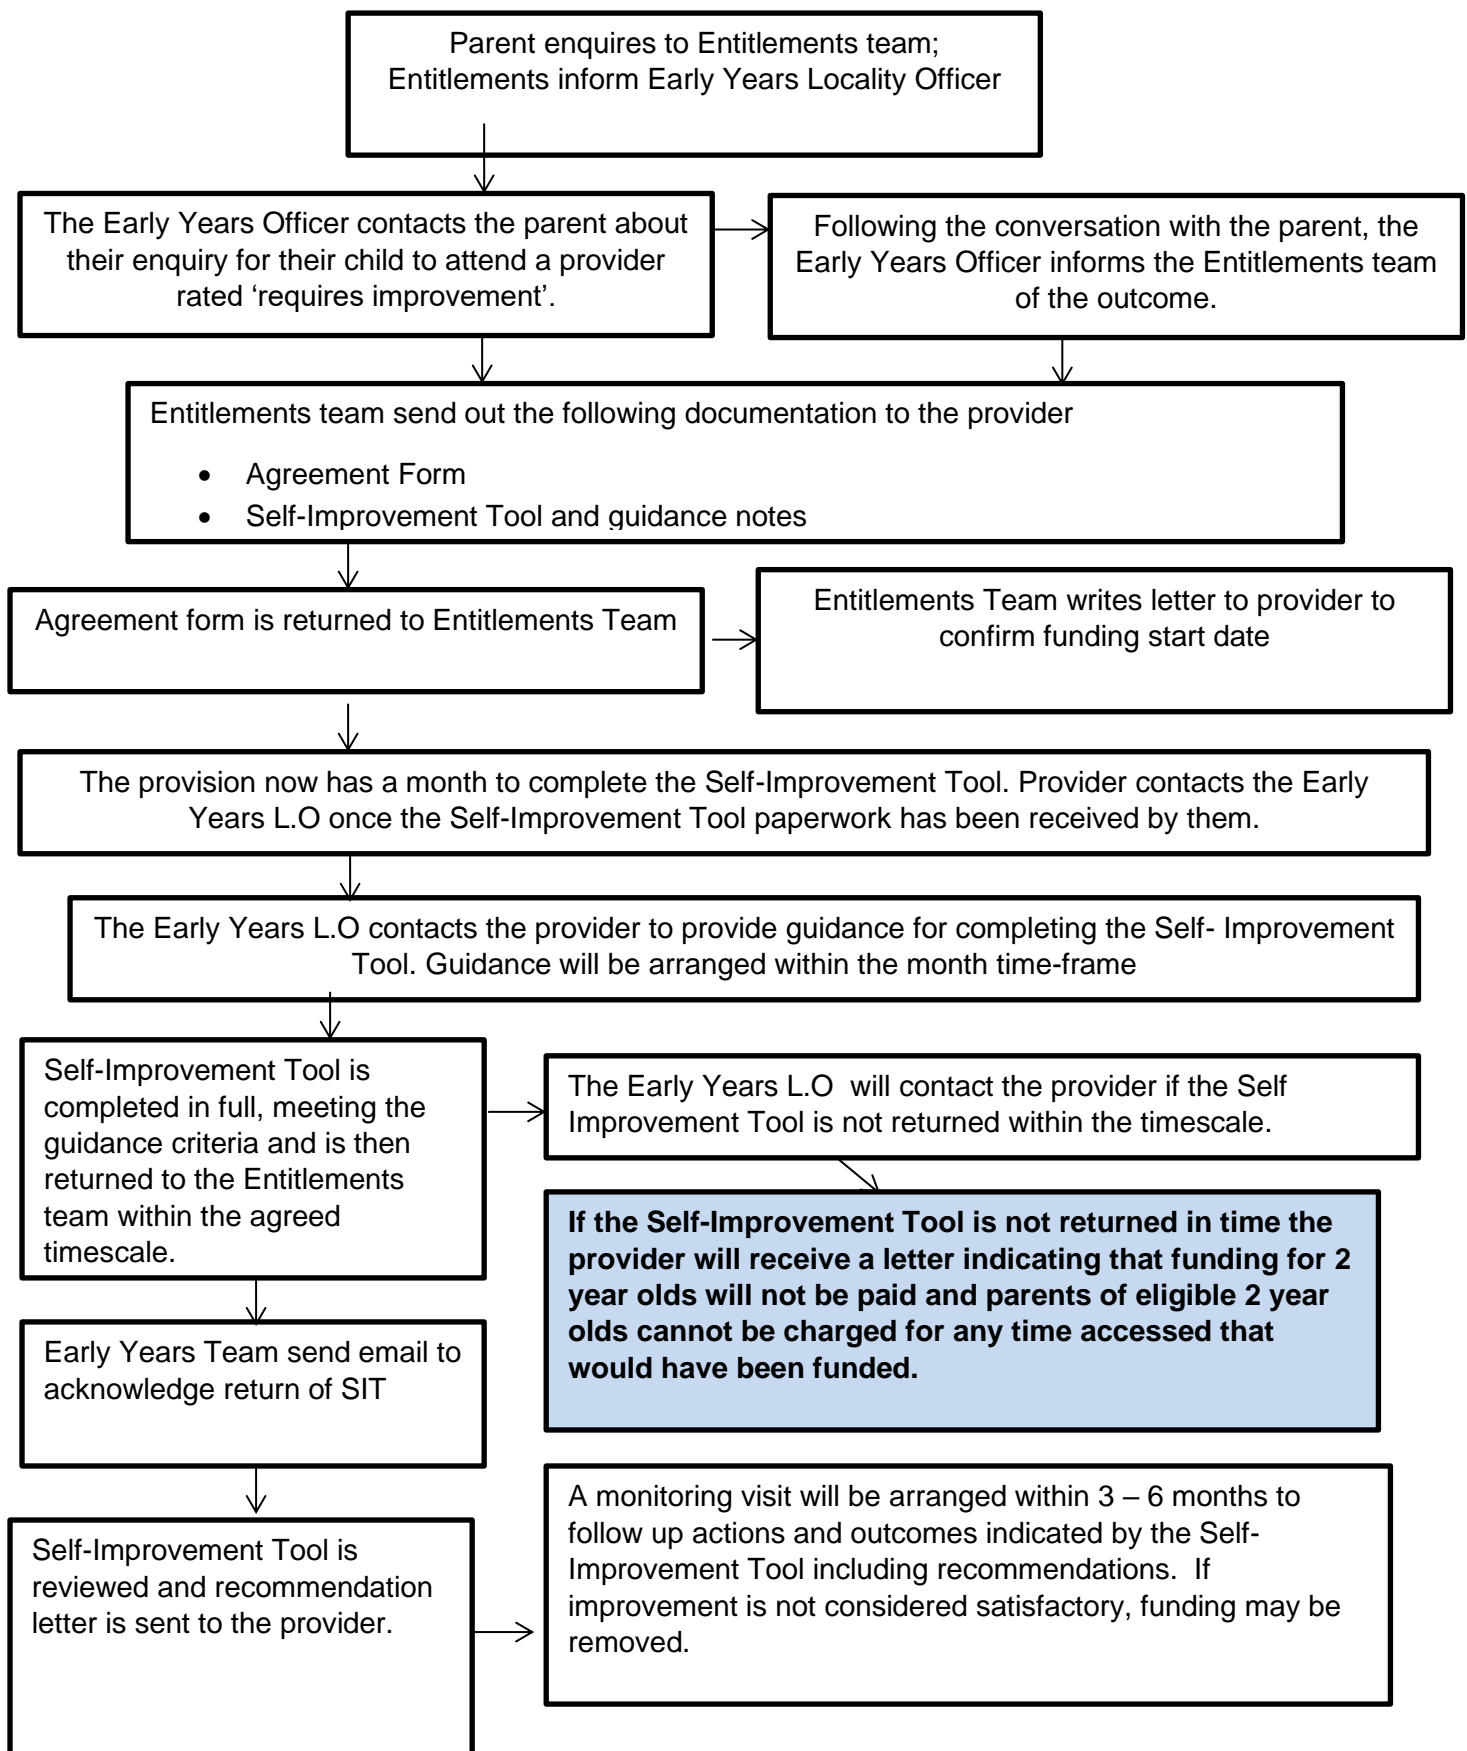 Parent enquires to Entitlements team;
Entitlements inform Early Years Locality Officer
The Early Years Officer contacts the parent about
their enquiry for their child to attend a provider
rated ‘requires improvement’.
Following the conversation with the parent, the
Early Years Officer informs the Entitlements team
of the outcome.
Entitlements team send out the following documentation to the provider
• Agreement Form
• Self-Improvement Tool and guidance notes
Agreement form is returned to Entitlements Team
Entitlements Team writes letter to provider to
confirm funding start date
The provision now has a month to complete the Self-Improvement Tool. Provider contacts the Early
Years L.O once the Self-Improvement Tool paperwork has been received by them.
The Early Years L.O contacts the provider to provide guidance for completing the Self- Improvement
Tool. Guidance will be arranged within the month time-frame
Self-Improvement Tool is
completed in full, meeting the
guidance criteria and is then
returned to the Entitlements
team within the agreed
timescale.
The Early Years L.O  will contact the provider if the Self
Improvement Tool is not returned within the timescale.
If the Self-Improvement Tool is not returned in time the
provider will receive a letter indicating that funding for 2
year olds will not be paid and parents of eligible 2 year
olds cannot be charged for any time accessed that
would have been funded.
Early Years Team send email to
acknowledge return of SIT
Self-Improvement Tool is
reviewed and recommendation
letter is sent to the provider.
A monitoring visit will be arranged within 3 – 6 months to
follow up actions and outcomes indicated by the Self-
Improvement Tool including recommendations.  If
improvement is not considered satisfactory, funding may be
removed.